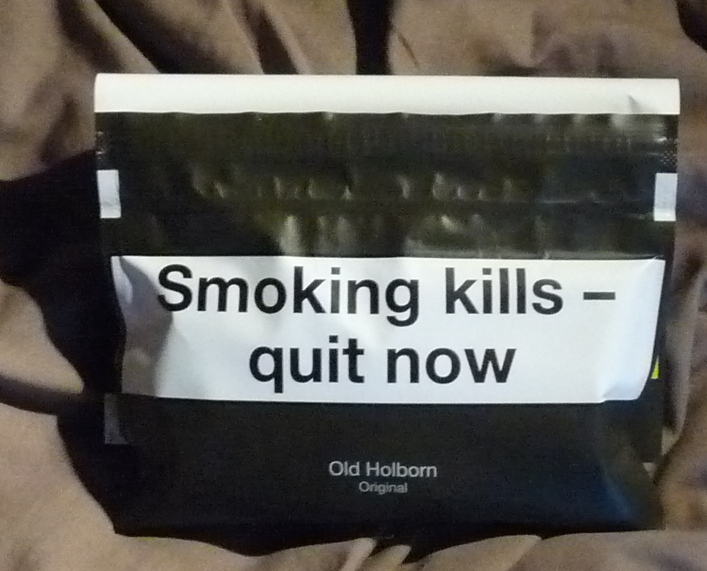 Smoking kills –
quit now
Old Holborn
Original